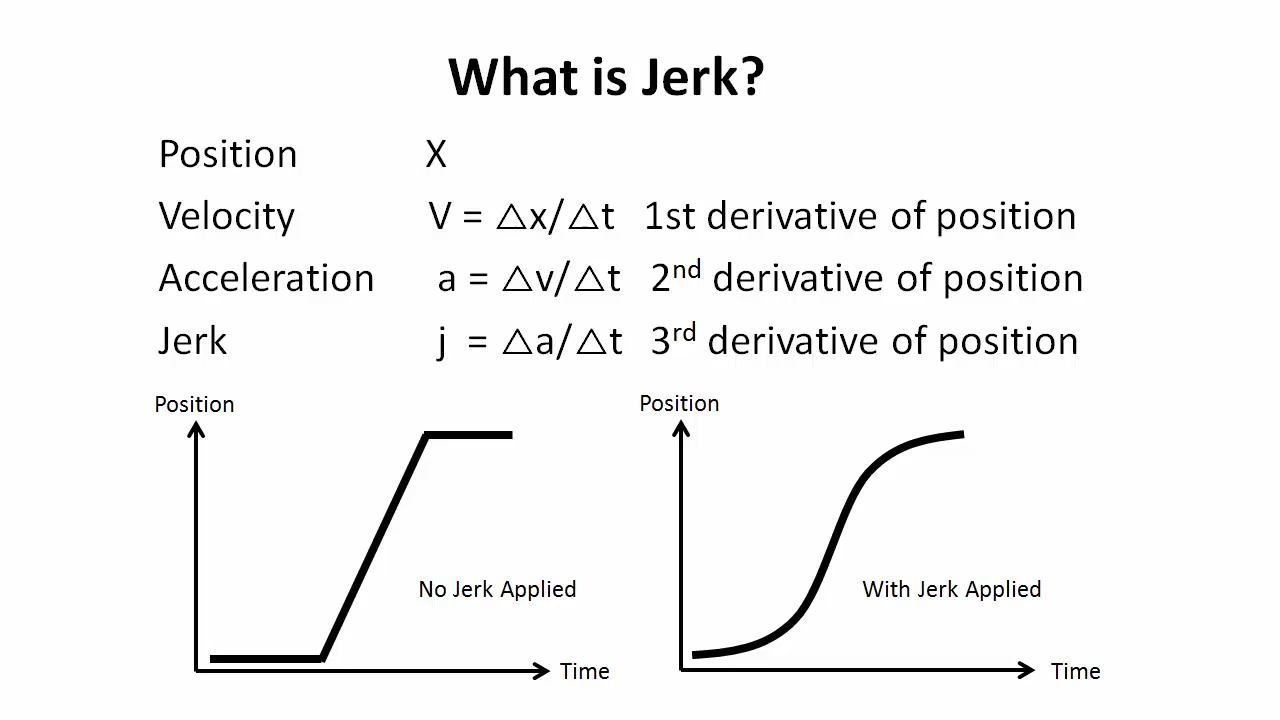 What is Jerk?
Position X
Velocity V = △x/△t 1st derivative of position
Acceleration a = △v/△t 2nd derivative of position
Jerk j = △a/△t 3rd derivative of position
Position
No Jerk Applied
Time
Position
With Jerk Applied
Time